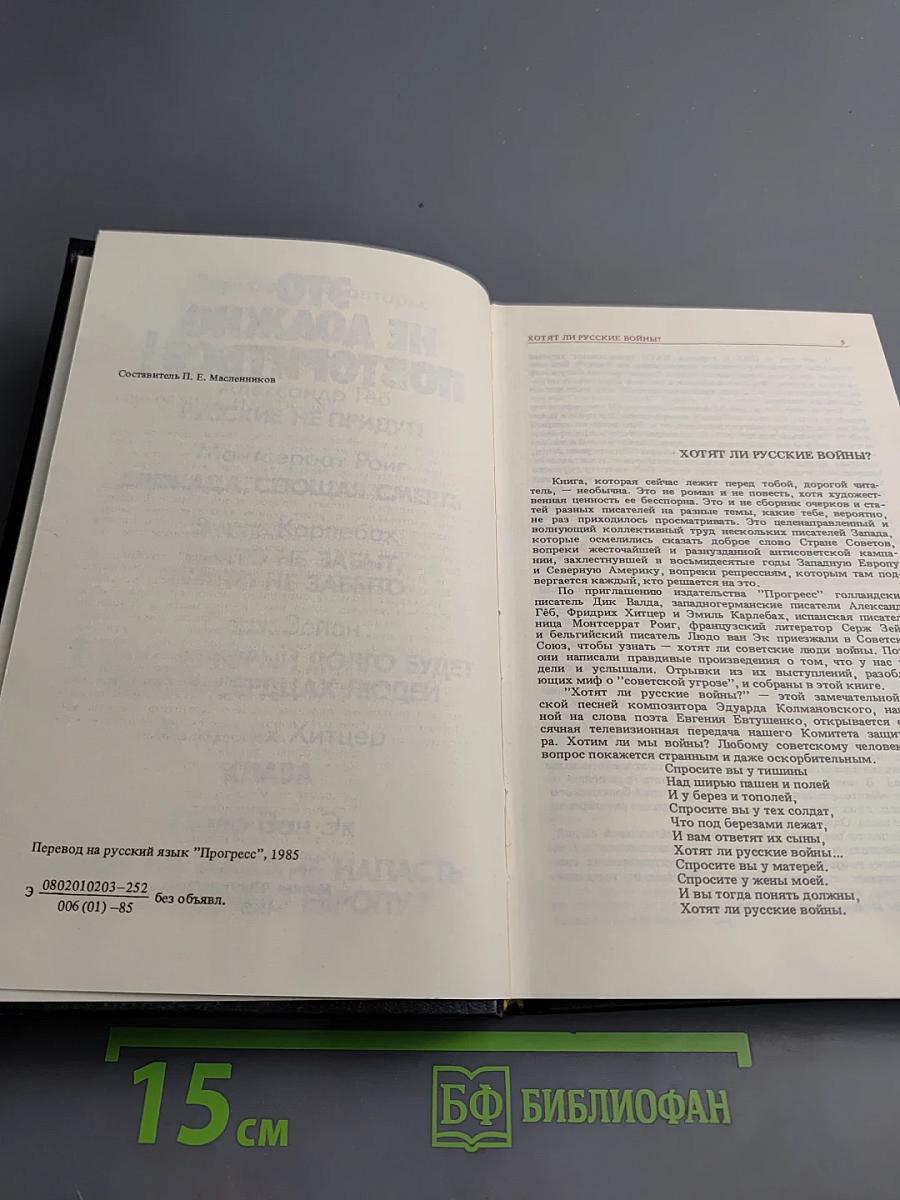 Составитель П. Е. Масленников
Перевод на русский язык "Прогресс", 1985
Э 0802010203–252 без объявл.
006 (01) –85
ХОТЯТ ЛИ РУССКИЕ ВОЙНЫ? 5
ХОТЯТ ЛИ РУССКИЕ ВОЙНЫ?
Книга, которая сейчас лежит перед тобой, дорогой чита-
тель, — необычна. Это не роман и не повесть, хотя художест-
венная ценность ее бесспорна. Это и не сборник очерков и ста-
тей разных писателей на разные темы, какие тебе, вероятно,
не раз приходилось просматривать. Это целенаправленный и
волнующий коллективный труд нескольких писателей Запада,
которые осмелились сказать доброе слово Стране Советов,
вопреки жесточайшей и разнузданной антисоветской кампа-
нии, захлестнувшей в восьмидесятые годы Западную Европу
и Северную Америку, вопреки репрессиям, которым там под-
вергается каждый, кто решается на это.
По приглашению издательства "Прогресс" голландски
писатель Дик Валда, западногерманские писатели Александ
Гёб, Фридрих Хитцер и Эмиль Карлебах, испанская писател
ница Монтсеррат Роиг, французский литератор Серж Зей
и бельгийский писатель Людо ван Эк приезжали в Советск
Союз, чтобы узнать — хотят ли советские люди войны. Пот
они написали правдивые произведения о том, что у нас у
дели и услышали. Отрывки из их выступлений, разобл
ющих миф о "советской угрозе", и собраны в этой книге.
"Хотят ли русские войны?" — этой замечательной
ской песней композитора Эдуарда Колмановского, нап
ной на слова поэта Евгения Евтушенко, открывается е
сячная телевизионная передача нашего Комитета защит
ра. Хотим ли мы войны? Любому советскому человек
вопрос покажется странным и даже оскорбительным.
Спросите вы у тишины
Над ширью пашен и полей
И у берез и тополей,
Спросите вы у тех солдат,
Что под березами лежат,
И вам ответят их сыны,
Хотят ли русские войны...
Спросите вы у матерей.
Спросите у жены моей.
И вы тогда понять должны,
Хотят ли русские войны.
15 см
БФ БИБЛИОФАН